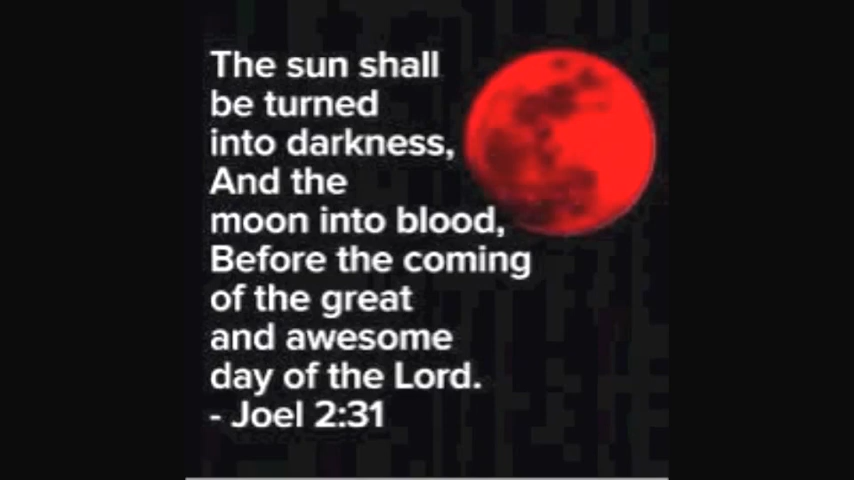 The sun shall
be turned
into darkness,
And the
moon into blood,
Before the coming
of the great
and awesome
day of the Lord.
- Joel 2:31